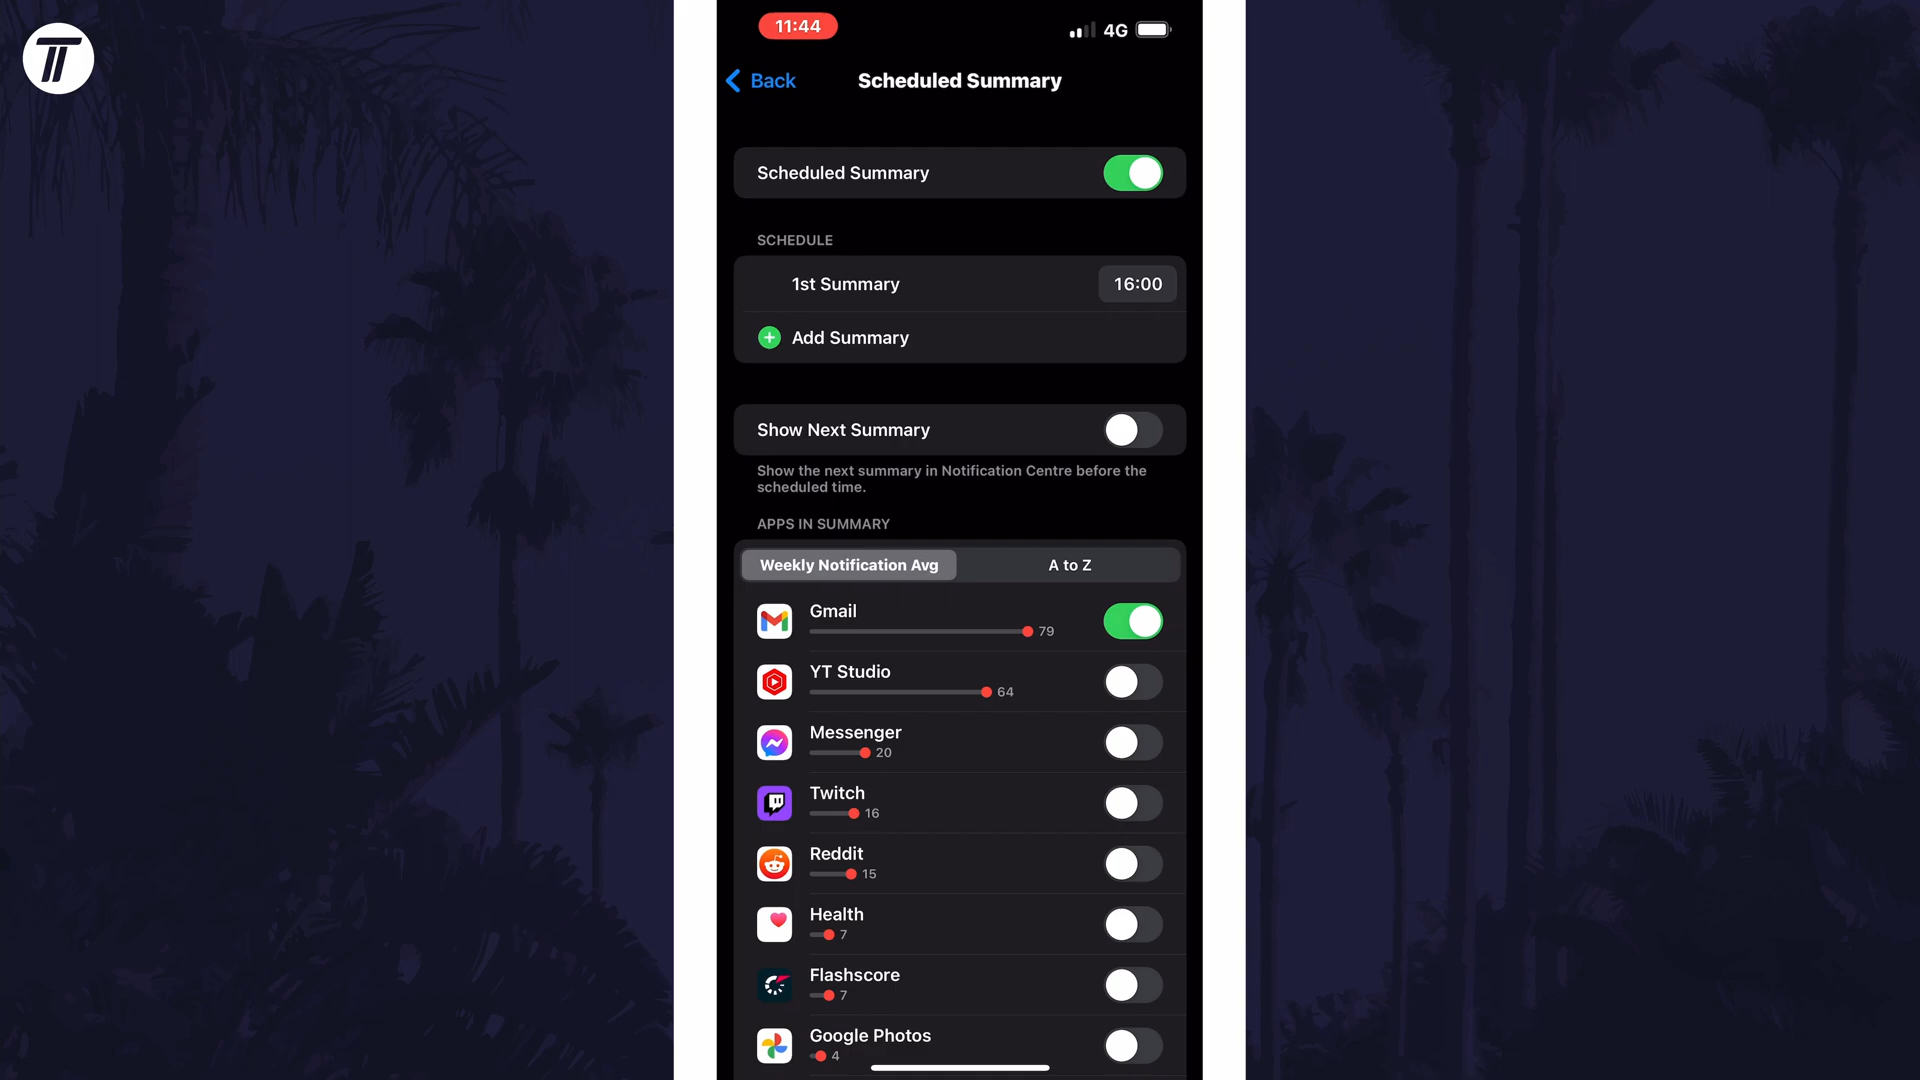 11:44
4G
Back
Scheduled Summary
Scheduled Summary
SCHEDULE
1st Summary
16:00
Add Summary
Show Next Summary
Show the next summary in Notification Centre before the
scheduled time.
APPS IN SUMMARY
Weekly Notification Avg
A to Z
Gmail
79
YT Studio
64
Messenger
20
Twitch
16
Reddit
15
Health
7
Flashscore
7
Google Photos
4